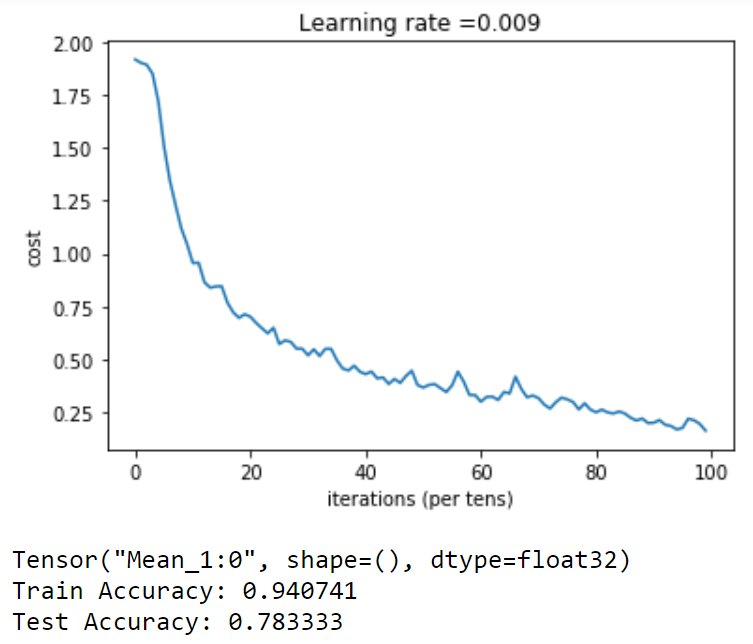 Learning rate =0.009
2.00
1.75
1.50
1.25
1.00
0.75
0.50
0.25
cost
0 20 40 60 80 100
iterations (per tens)
Tensor("Mean_1:0", shape=(), dtype=float32)
Train Accuracy: 0.940741
Test Accuracy: 0.783333